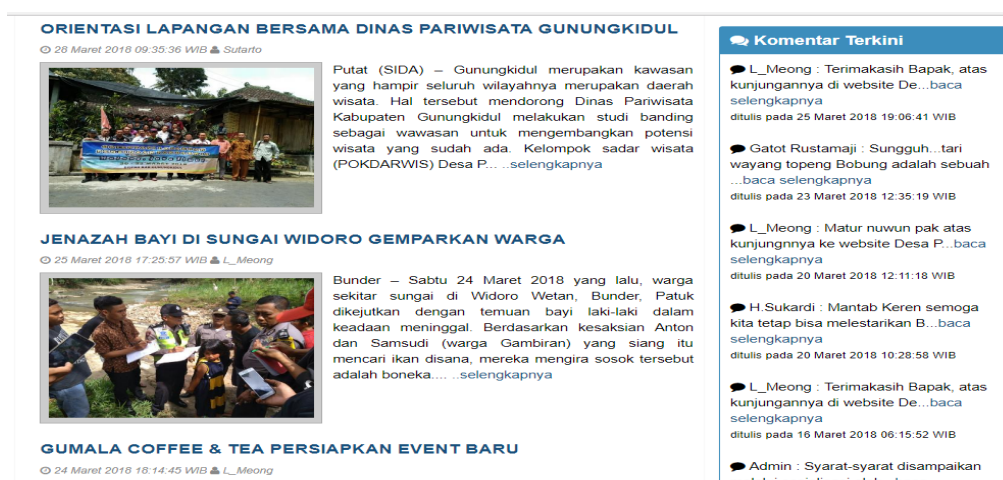 ORIENTASI LAPANGAN BERSAMA DINAS PARIWISATA GUNUNGKIDUL
28 Maret 2018 09:35:36 WIB Sutarto
Putat (SIDA) – Gunungkidul merupakan kawasan
yang hampir seluruh wilayahnya merupakan daerah
wisata. Hal tersebut mendorong Dinas Pariwisata
Kabupaten Gunungkidul melakukan studi banding
sebagai wawasan untuk mengembangkan potensi
wisata yang sudah ada. Kelompok sadar wisata
(POKDARWIS) Desa P... ..selengkapnya
JENAZAH BAYI DI SUNGAI WIDORO GEMPARKAN WARGA
25 Maret 2018 17:25:57 WIB L_Meong
Bunder – Sabtu 24 Maret 2018 yang lalu, warga
sekitar sungai di Widoro Wetan, Bunder, Patuk
dikejutkan dengan temuan bayi laki-laki dalam
keadaan meninggal. Berdasarkan kesaksian Anton
dan Samsudi (warga Gambiran) yang siang itu
mencari ikan disana, mereka mengira sosok tersebut
adalah boneka.... ..selengkapnya
GUMALA COFFEE & TEA PERSIAPKAN EVENT BARU
24 Maret 2018 18:14:45 WIB L_Meong
Komentar Terkini
L_Meong : Terimakasih Bapak, atas
kunjungannya di website De...baca
selengkapnya
ditulis pada 25 Maret 2018 19:06:41 WIB
Gatot Rustamaji : Sungguh...tari
wayang topeng Bobung adalah sebuah
...baca selengkapnya
ditulis pada 23 Maret 2018 12:35:19 WIB
L_Meong : Matur nuwun pak atas
kunjungnnya ke website Desa P...baca
selengkapnya
ditulis pada 20 Maret 2018 12:11:18 WIB
H.Sukardi : Mantab Keren semoga
kita tetap bisa melestarikan B...baca
selengkapnya
ditulis pada 20 Maret 2018 10:28:58 WIB
L_Meong : Terimakasih Bapak, atas
kunjungannya di website De...baca
selengkapnya
ditulis pada 16 Maret 2018 06:15:52 WIB
Admin : Syarat-syarat disampaikan